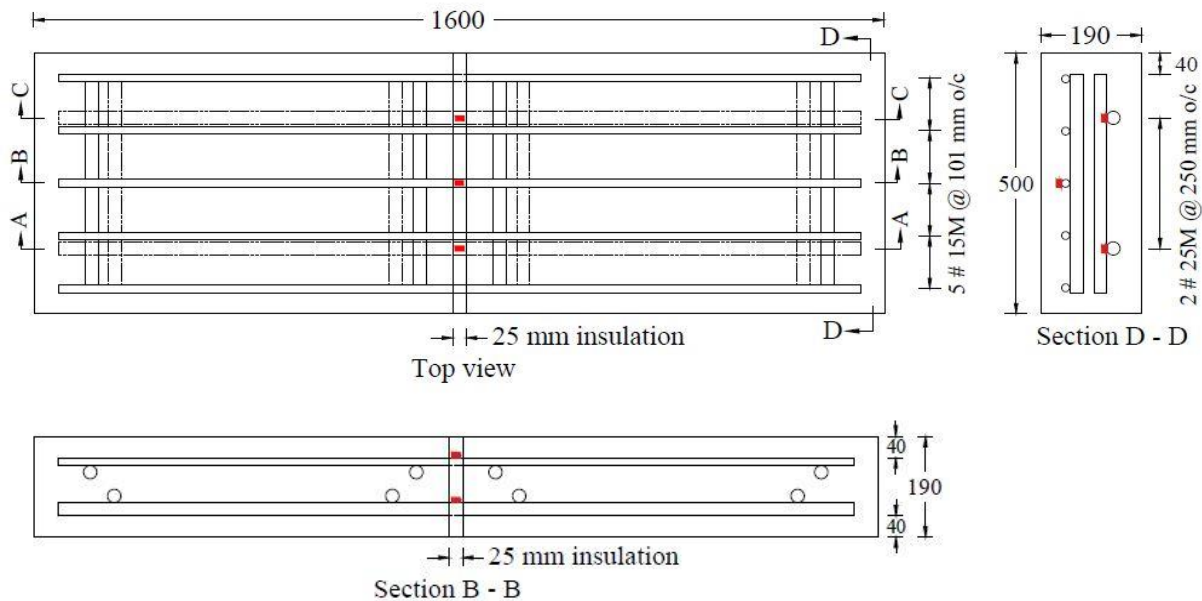 1600
D
190
40
C
C
B
B
A
A
5 # 15M @ 101 mm o/c
500
2 # 25M @ 250 mm o/c
D
25 mm insulation
Section D - D
Top view
40
190
40
25 mm insulation
Section B - B